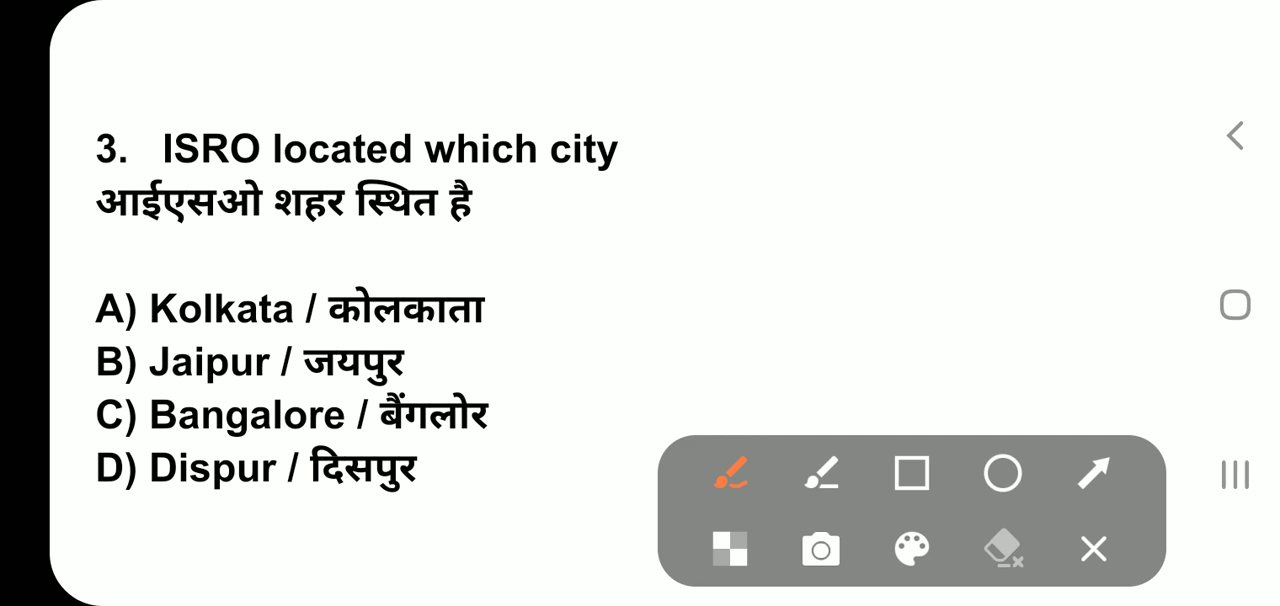 3. ISRO located which city
आईएसओ शहर स्थित है
A) Kolkata / कोलकाता
B) Jaipur / जयपुर
C) Bangalore / बैंगलोर
D) Dispur / दिसपुर